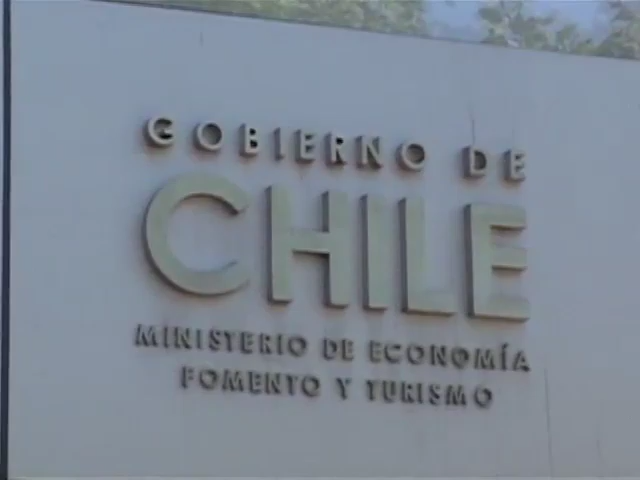 GOBIERNO DE
CHILE
MINISTERIO DE ECONOMÍA
FOMENTO Y TURISMO